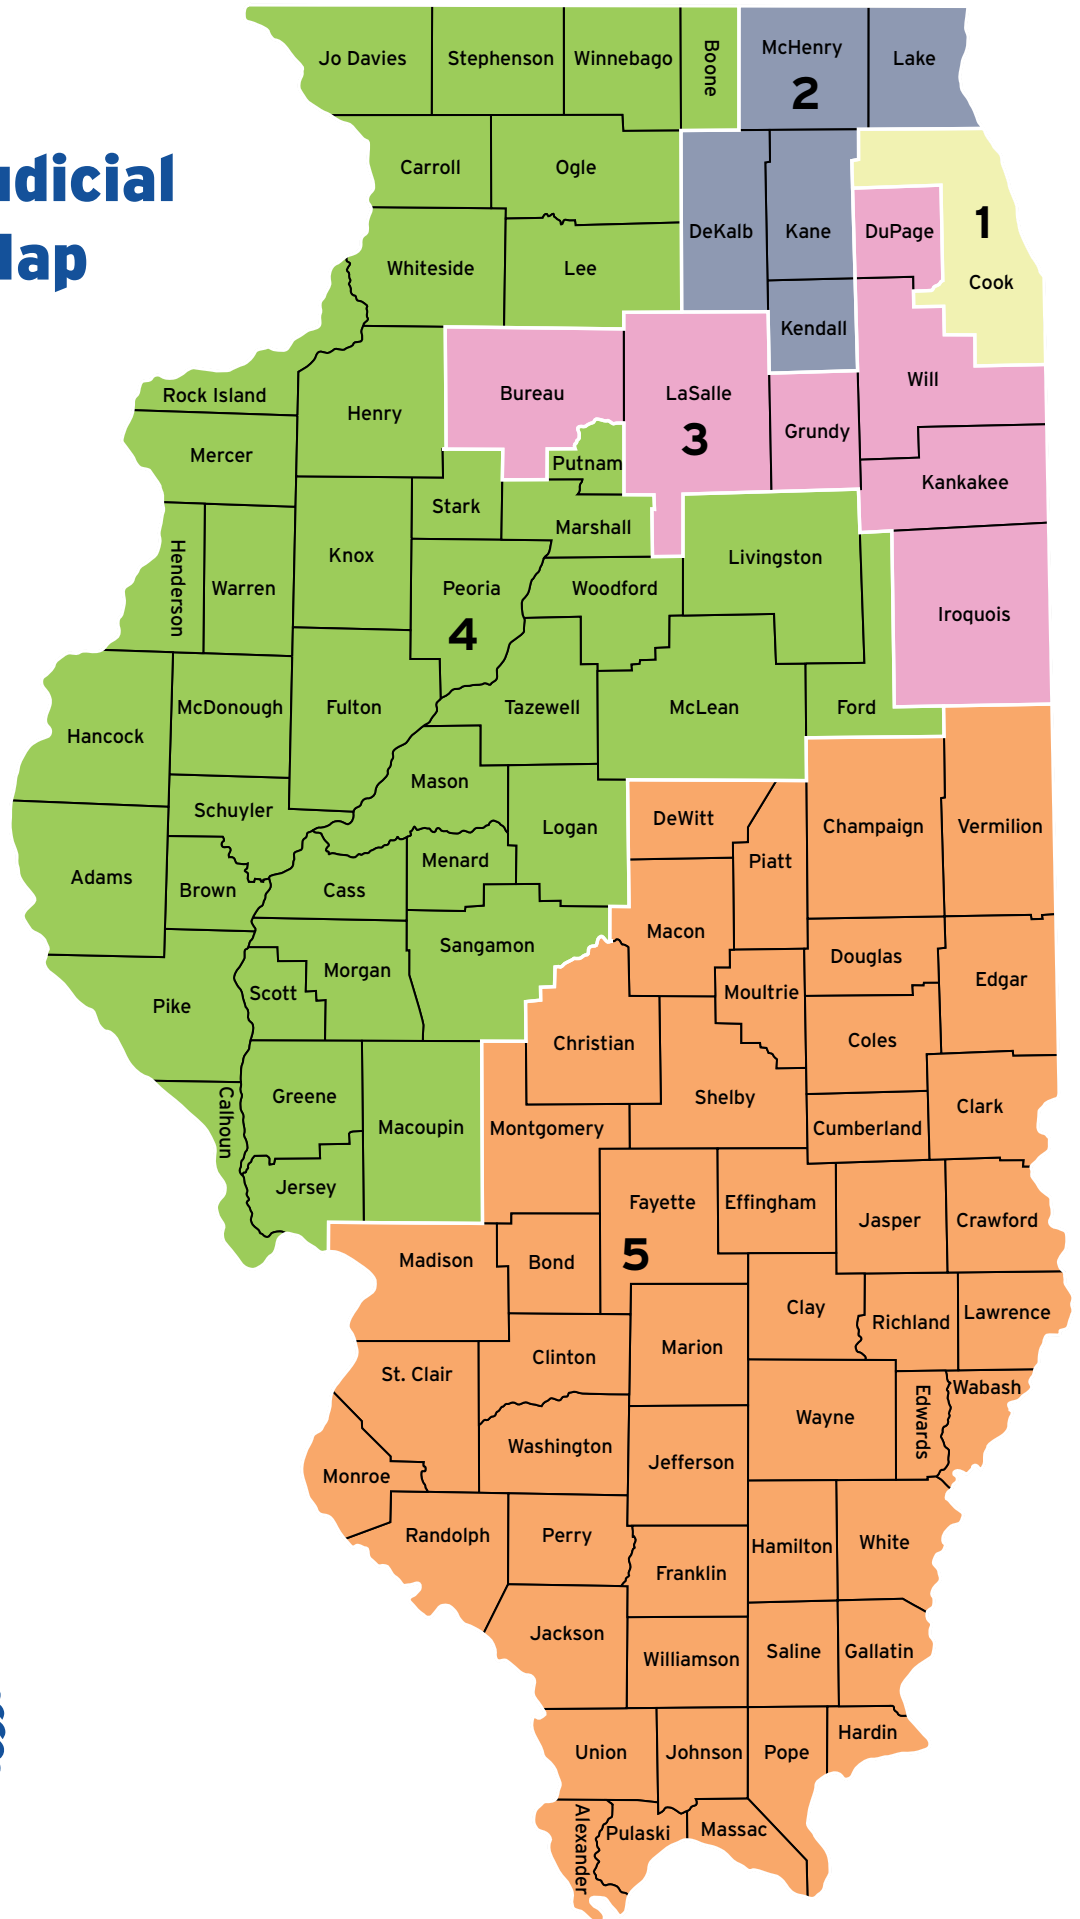 Jo Davies
Stephenson
Winnebago
Boone
McHenry
2
Lake
udicial
Map
Carroll
Ogle
1
DeKalb
Kane
DuPage
Whiteside
Lee
Cook
Kendall
Rock Island
Henry
Bureau
LaSalle
3
Will
Grundy
Mercer
Putnam
Kankakee
Stark
Marshall
Henderson
Warren
Knox
Peoria
4
Woodford
Livingston
Iroquois
Hancock
McDonough
Fulton
Tazewell
McLean
Ford
Mason
Schuyler
Logan
DeWitt
Champaign
Vermilion
Adams
Brown
Cass
Menard
Piatt
Macon
Sangamon
Douglas
Edgar
Pike
Scott
Morgan
Moultrie
Christian
Coles
Calhoun
Greene
Macoupin
Montgomery
Shelby
Cumberland
Clark
Jersey
Fayette
5
Effingham
Jasper
Crawford
Madison
Bond
Clay
Richland
Lawrence
St. Clair
Clinton
Marion
Wabash
Edwards
Wayne
Washington
Jefferson
Monroe
Randolph
Perry
Franklin
Hamilton
White
Jackson
Williamson
Saline
Gallatin
Union
Johnson
Pope
Hardin
Alexander
Pulaski
Massac